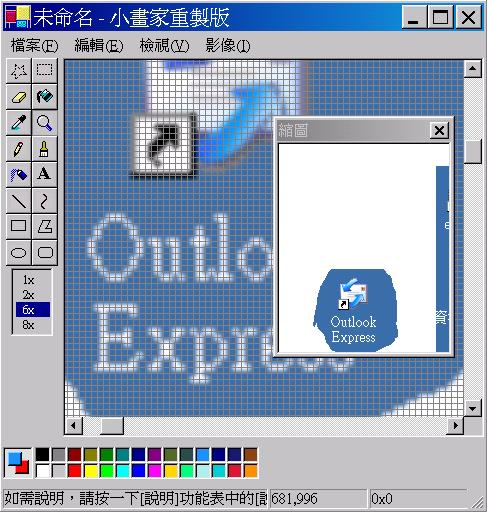 未命名 - 小畫家重製版
檔案(F) 編輯(E) 檢視(V) 影像(I)
縮圖
A
Outlo
Express
資
Outlook
Express
1x
2x
6x
8x
如需說明，請按一下[說明]功能表中的[
681,996
0x0